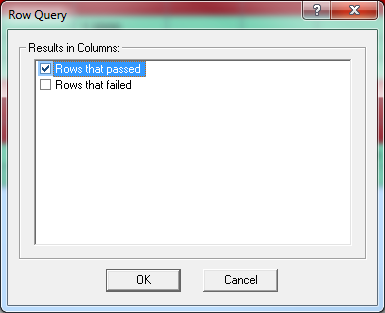 Row Query
Results in Columns:
Rows that passed
Rows that failed
OK
Cancel